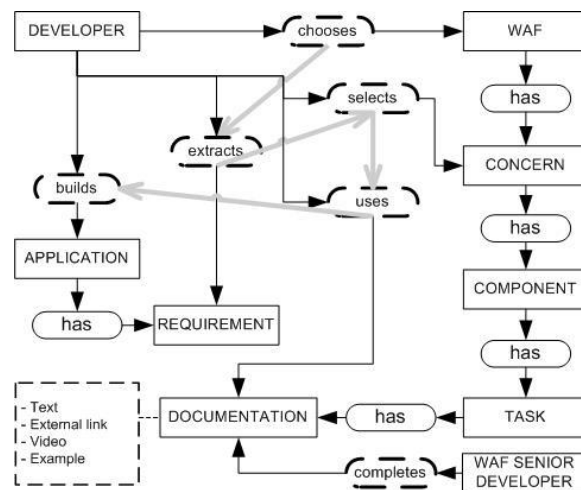 DEVELOPER
chooses
WAF
has
selects
extracts
CONCERN
builds
uses
has
APPLICATION
COMPONENT
has
REQUIREMENT
has
- Text
- External link
- Video
- Example
DOCUMENTATION
has
TASK
completes
WAF SENIOR
DEVELOPER